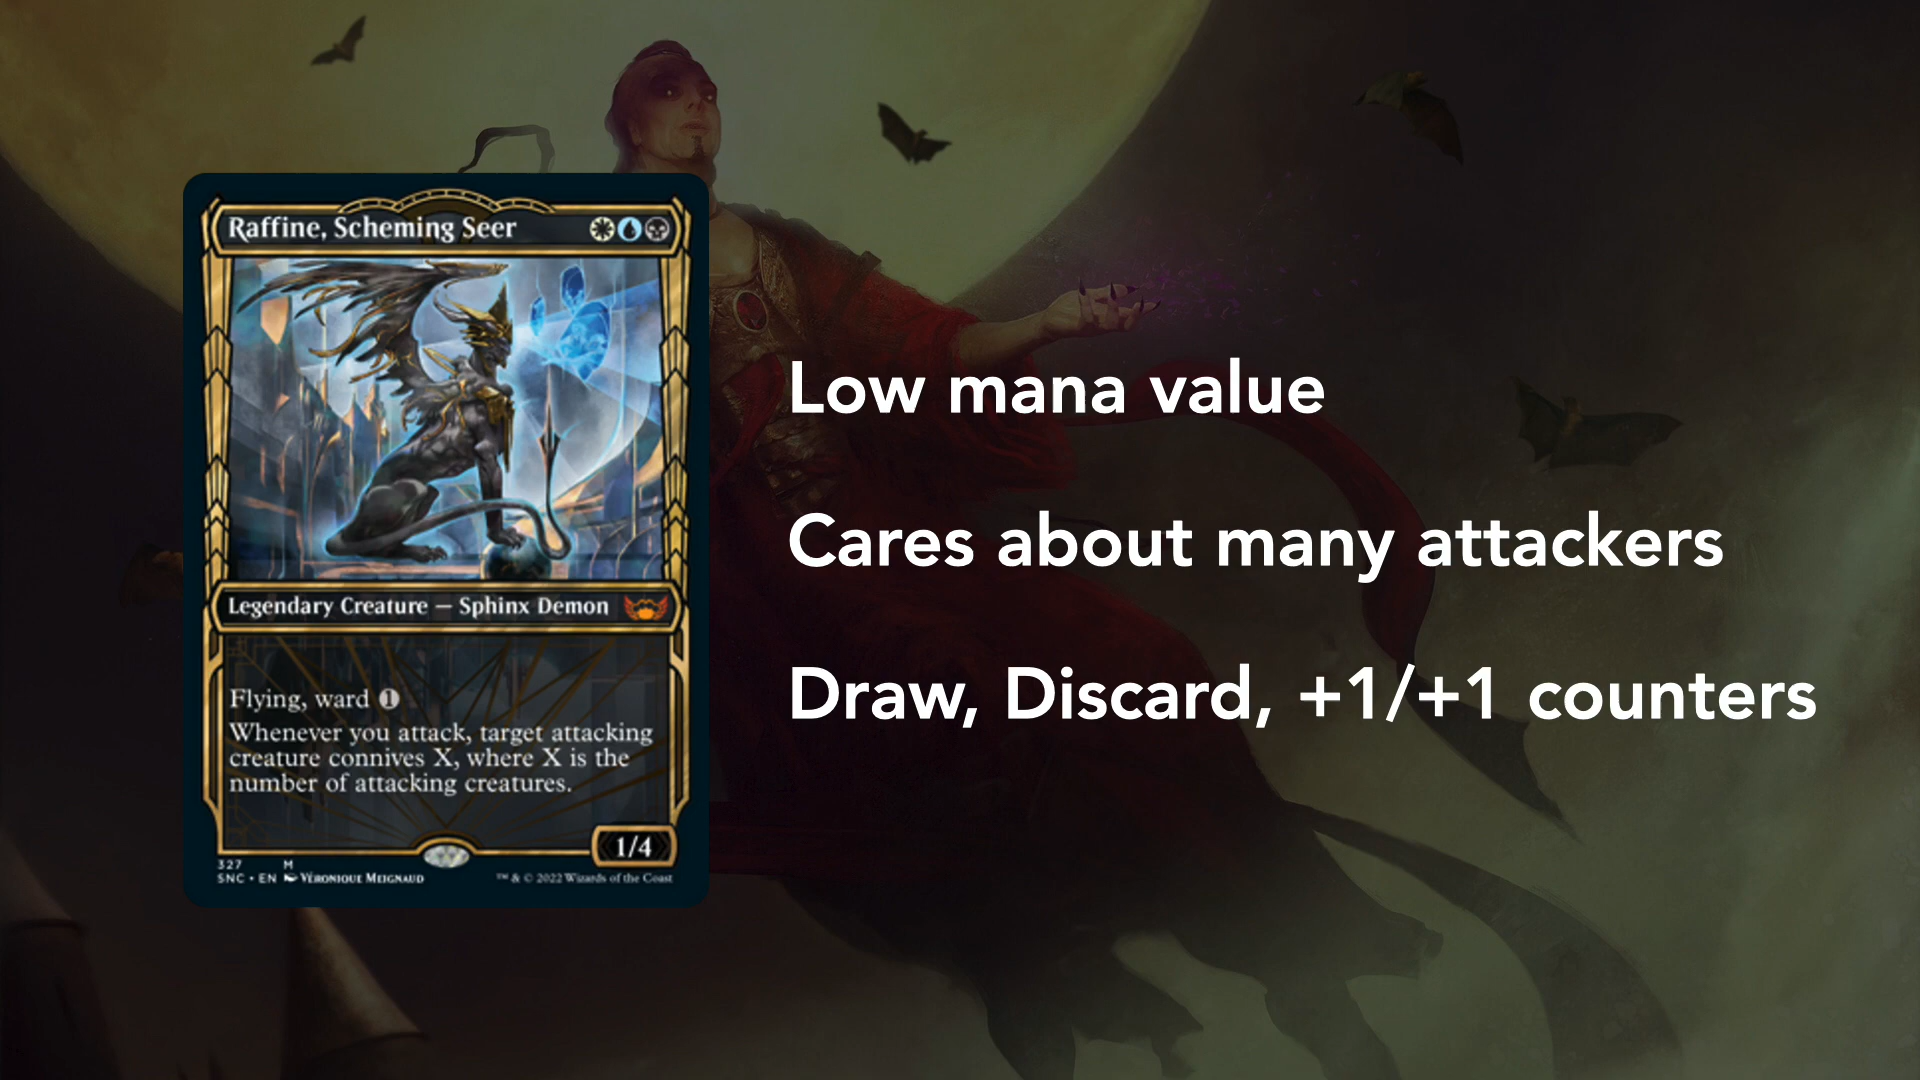 Raffine, Scheming Seer
Legendary Creature — Sphinx Demon
Flying, ward 1
Whenever you attack, target attacking
creature connives X, where X is the
number of attacking creatures.
1/4
327 M
SNC • EN VÉRONIQUE MEIGNAUD
™ & © 2022 Wizards of the Coast
Low mana value
Cares about many attackers
Draw, Discard, +1/+1 counters